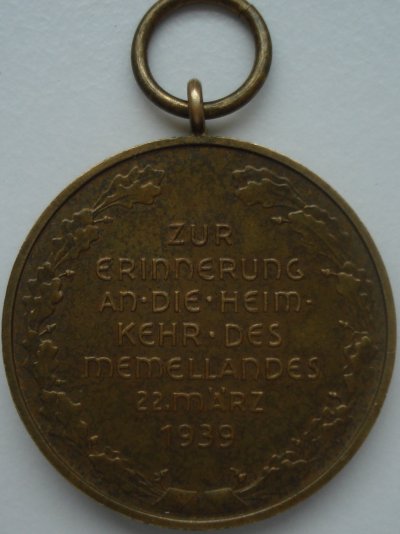 ZUR
ERINNERUNG
AN·DIE·HEIM-
KEHR·DES
MEMELLANDES
22.MÄRZ
1939